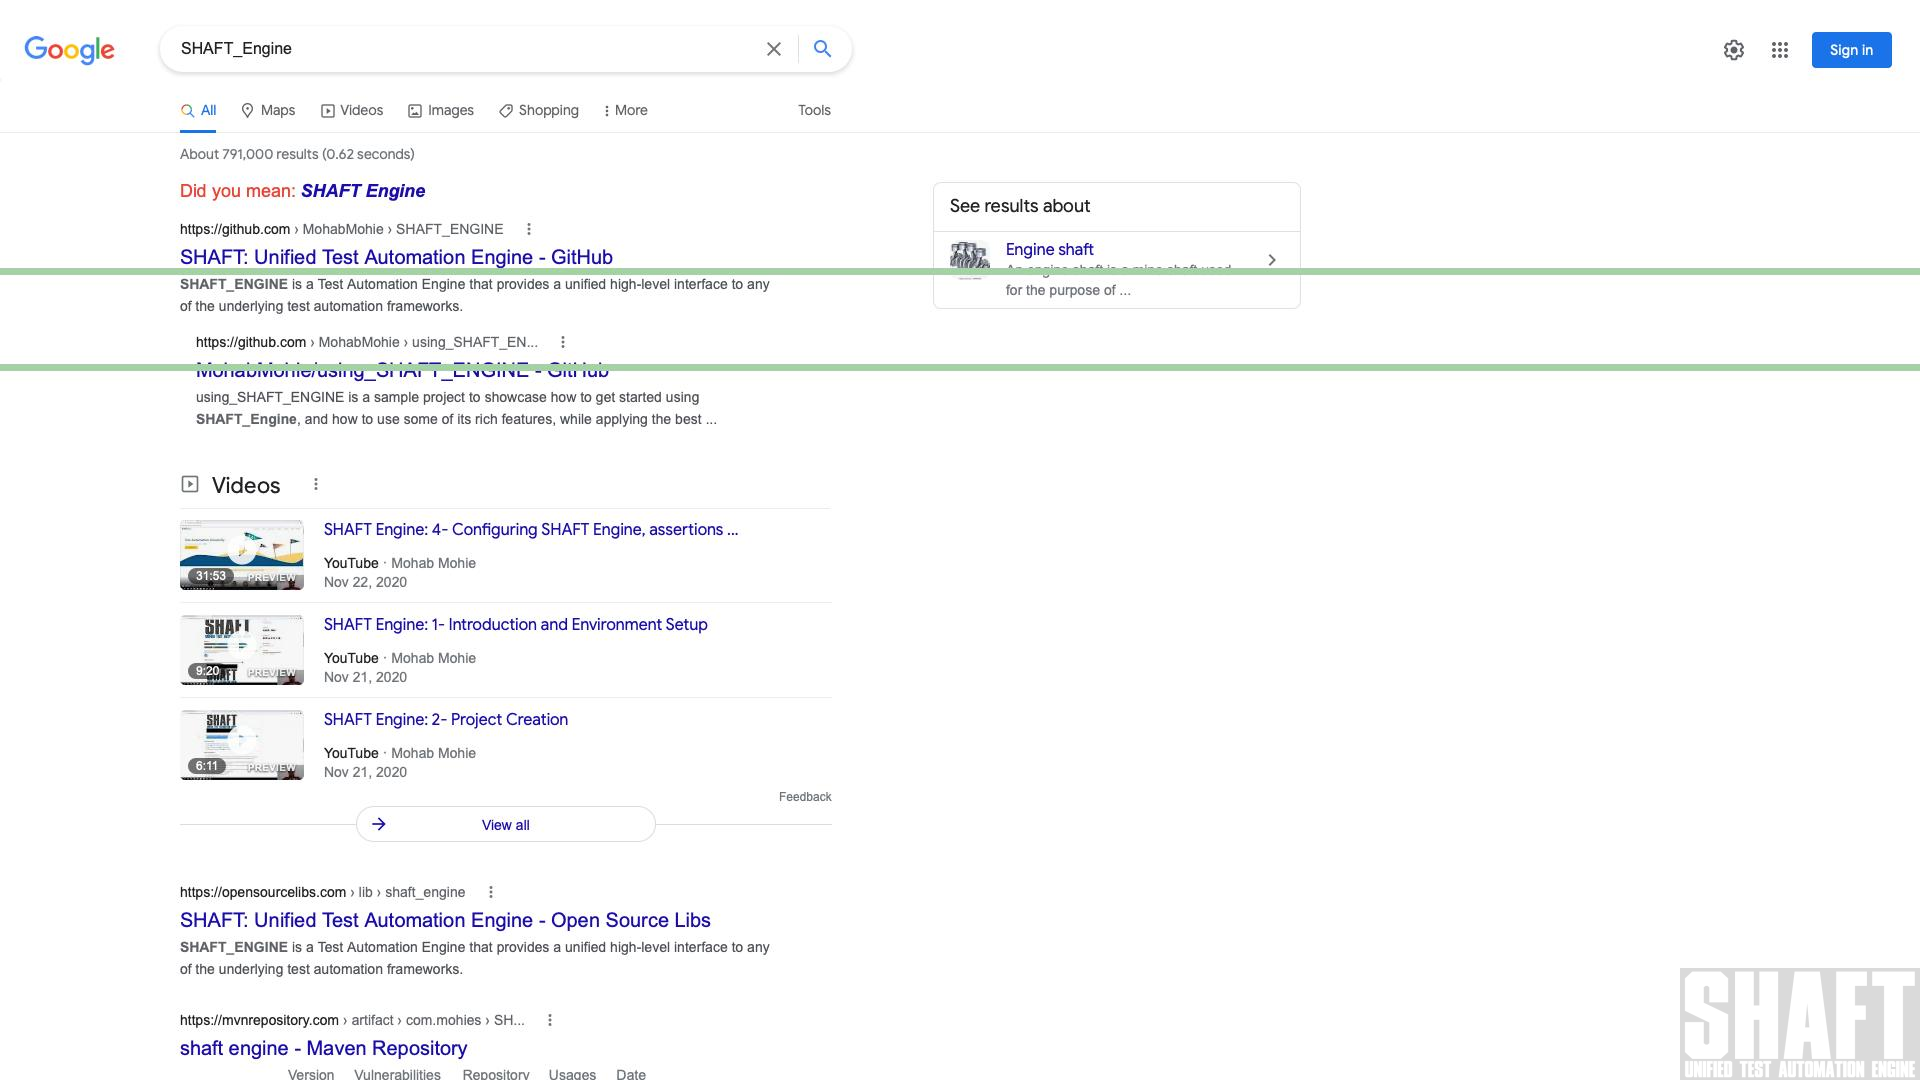 Google
SHAFT_Engine
Sign in
All Maps Videos Images Shopping More Tools
About 791,000 results (0.62 seconds)
Did you mean: SHAFT Engine
See results about
Engine shaft
An engine shaft is a mine shaft used
for the purpose of ...
https://github.com › MohabMohie › SHAFT_ENGINE
SHAFT: Unified Test Automation Engine - GitHub
SHAFT_ENGINE is a Test Automation Engine that provides a unified high-level interface to any
of the underlying test automation frameworks.
https://github.com › MohabMohie › using_SHAFT_EN...
MohabMohie/using_SHAFT_ENGINE - GitHub
using_SHAFT_ENGINE is a sample project to showcase how to get started using
SHAFT_Engine, and how to use some of its rich features, while applying the best ...
Videos
SHAFT Engine: 4- Configuring SHAFT Engine, assertions ...
31:53 PREVIEW
YouTube · Mohab Mohie
Nov 22, 2020
SHAFT Engine: 1- Introduction and Environment Setup
SHAFT
9:20 PREVIEW
YouTube · Mohab Mohie
Nov 21, 2020
SHAFT Engine: 2- Project Creation
SHAFT
6:11 PREVIEW
YouTube · Mohab Mohie
Nov 21, 2020
Feedback
View all
https://opensourcelibs.com › lib › shaft_engine
SHAFT: Unified Test Automation Engine - Open Source Libs
SHAFT_ENGINE is a Test Automation Engine that provides a unified high-level interface to any
of the underlying test automation frameworks.
https://mvnrepository.com › artifact › com.mohies › SH...
shaft engine - Maven Repository
Version Vulnerabilities Repository Usages Date
SHAFT
UNIFIED TEST AUTOMATION ENGINE